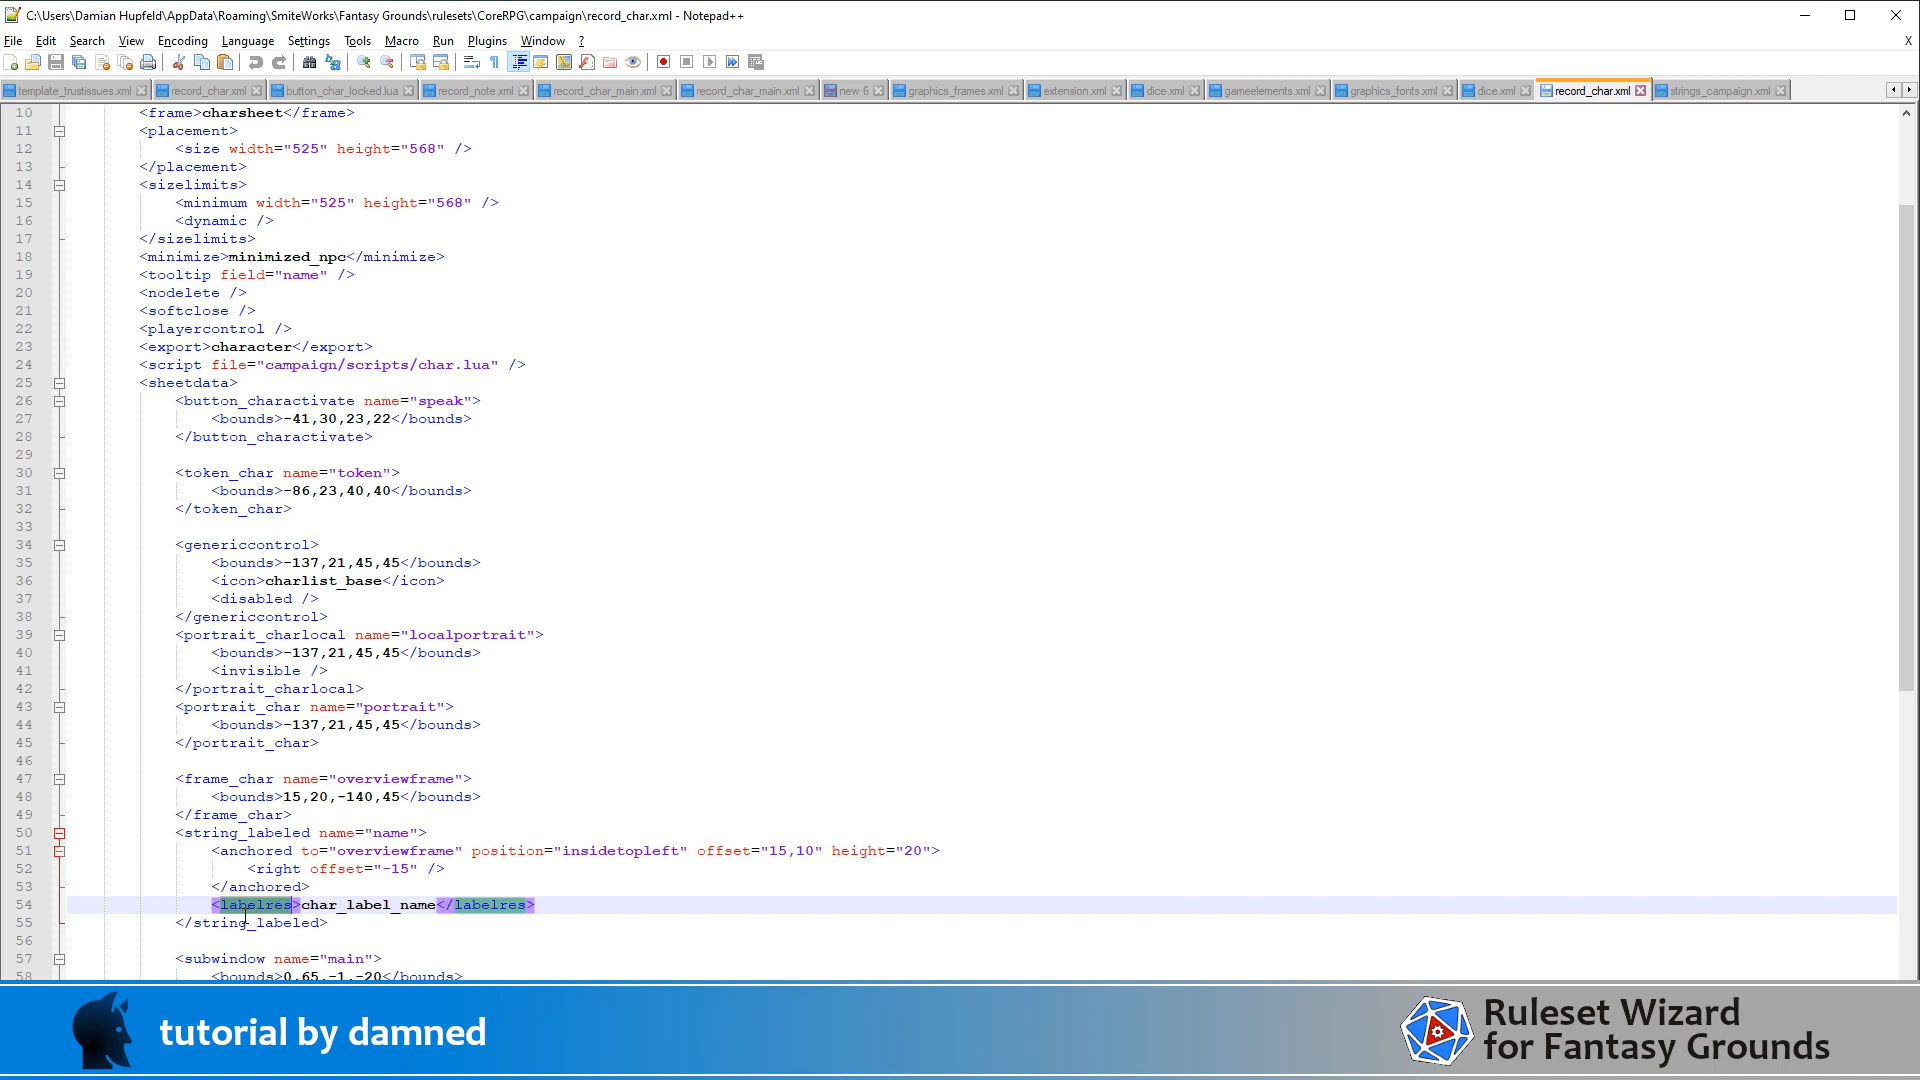 C:\Users\Damian Hupfeld\AppData\Roaming\SmiteWorks\Fantasy Grounds\rulesets\CoreRPG\campaign\record_char.xml - Notepad++
File Edit Search View Encoding Language Settings Tools Macro Run Plugins Window ? X
template_trustissues.xml record_char.xml button_char_locked.lua record_note.xml record_char_main.xml record_char_main.xml new 6 graphics_frames.xml extension.xml dice.xml gameelements.xml graphics_fonts.xml dice.xml record_char.xml strings_campaign.xml
10 <frame>charsheet</frame>
11 <placement>
12 <size width="525" height="568" />
13 </placement>
14 <sizelimits>
15 <minimum width="525" height="568" />
16 <dynamic />
17 </sizelimits>
18 <minimize>minimized_npc</minimize>
19 <tooltip field="name" />
20 <nodelete />
21 <softclose />
22 <playercontrol />
23 <export>character</export>
24 <script file="campaign/scripts/char.lua" />
25 <sheetdata>
26 <button_charactivate name="speak">
27 <bounds>-41,30,23,22</bounds>
28 </button_charactivate>
29
30 <token_char name="token">
31 <bounds>-86,23,40,40</bounds>
32 </token_char>
33
34 <genericcontrol>
35 <bounds>-137,21,45,45</bounds>
36 <icon>charlist_base</icon>
37 <disabled />
38 </genericcontrol>
39 <portrait_charlocal name="localportrait">
40 <bounds>-137,21,45,45</bounds>
41 <invisible />
42 </portrait_charlocal>
43 <portrait_char name="portrait">
44 <bounds>-137,21,45,45</bounds>
45 </portrait_char>
46
47 <frame_char name="overviewframe">
48 <bounds>15,20,-140,45</bounds>
49 </frame_char>
50 <string_labeled name="name">
51 <anchored to="overviewframe" position="insidetopleft" offset="15,10" height="20">
52 <right offset="-15" />
53 </anchored>
54 <labelres>char_label_name</labelres>
55 </string_labeled>
56
57 <subwindow name="main">
58 <bounds>0,65,-1,-20</bounds>
tutorial by damned
Ruleset Wizard
for Fantasy Grounds